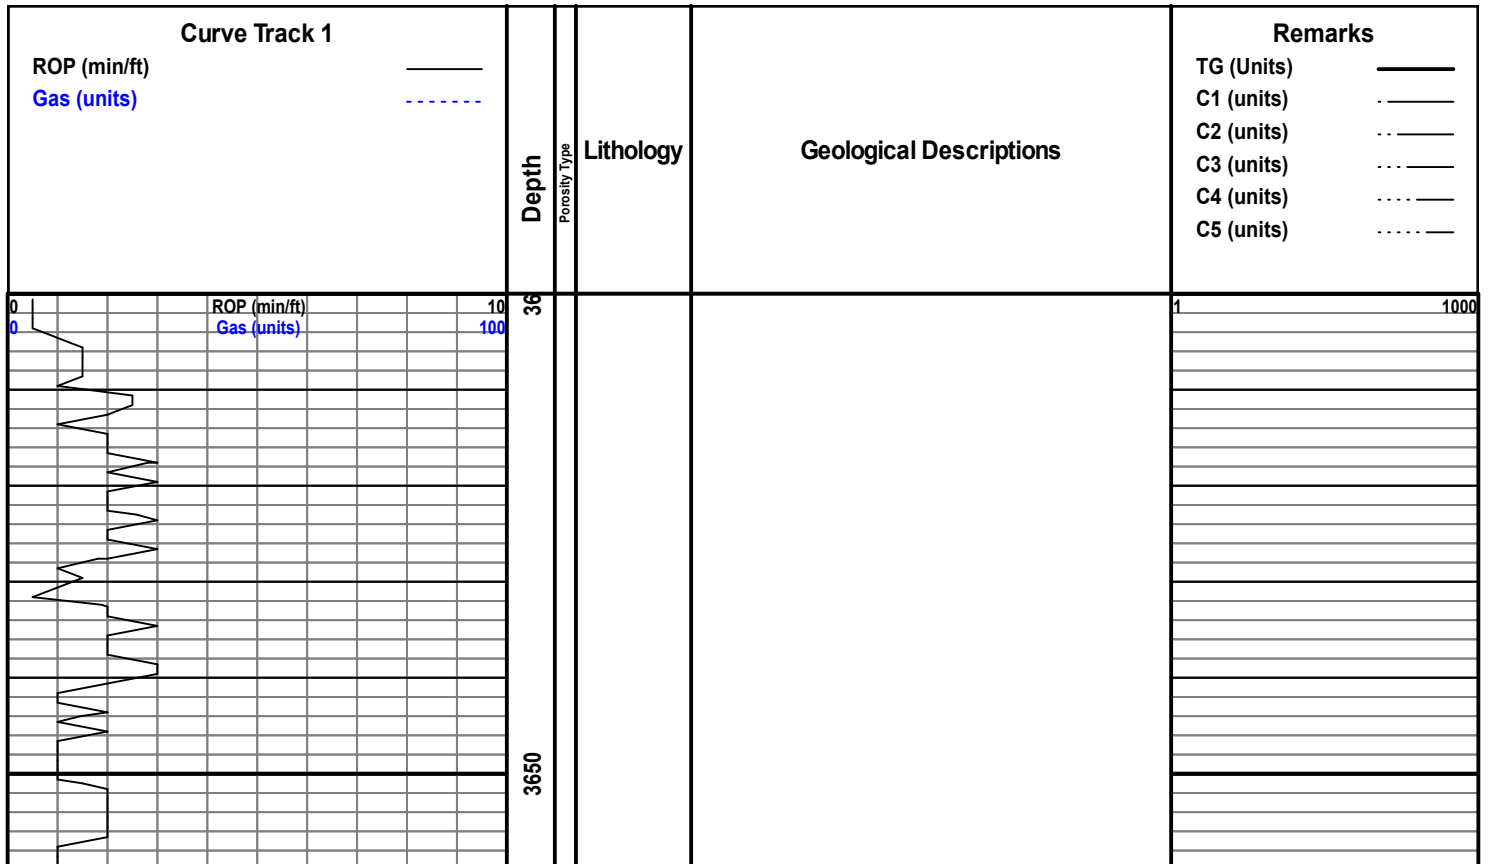 Curve Track 1
ROP (min/ft)
Gas (units)
Depth
Porosity Type
Lithology
Geological Descriptions
Remarks
TG (Units)
C1 (units)
C2 (units)
C3 (units)
C4 (units)
C5 (units)
0 ROP (min/ft) 10
0 Gas (units) 100
36
1 1000
3650